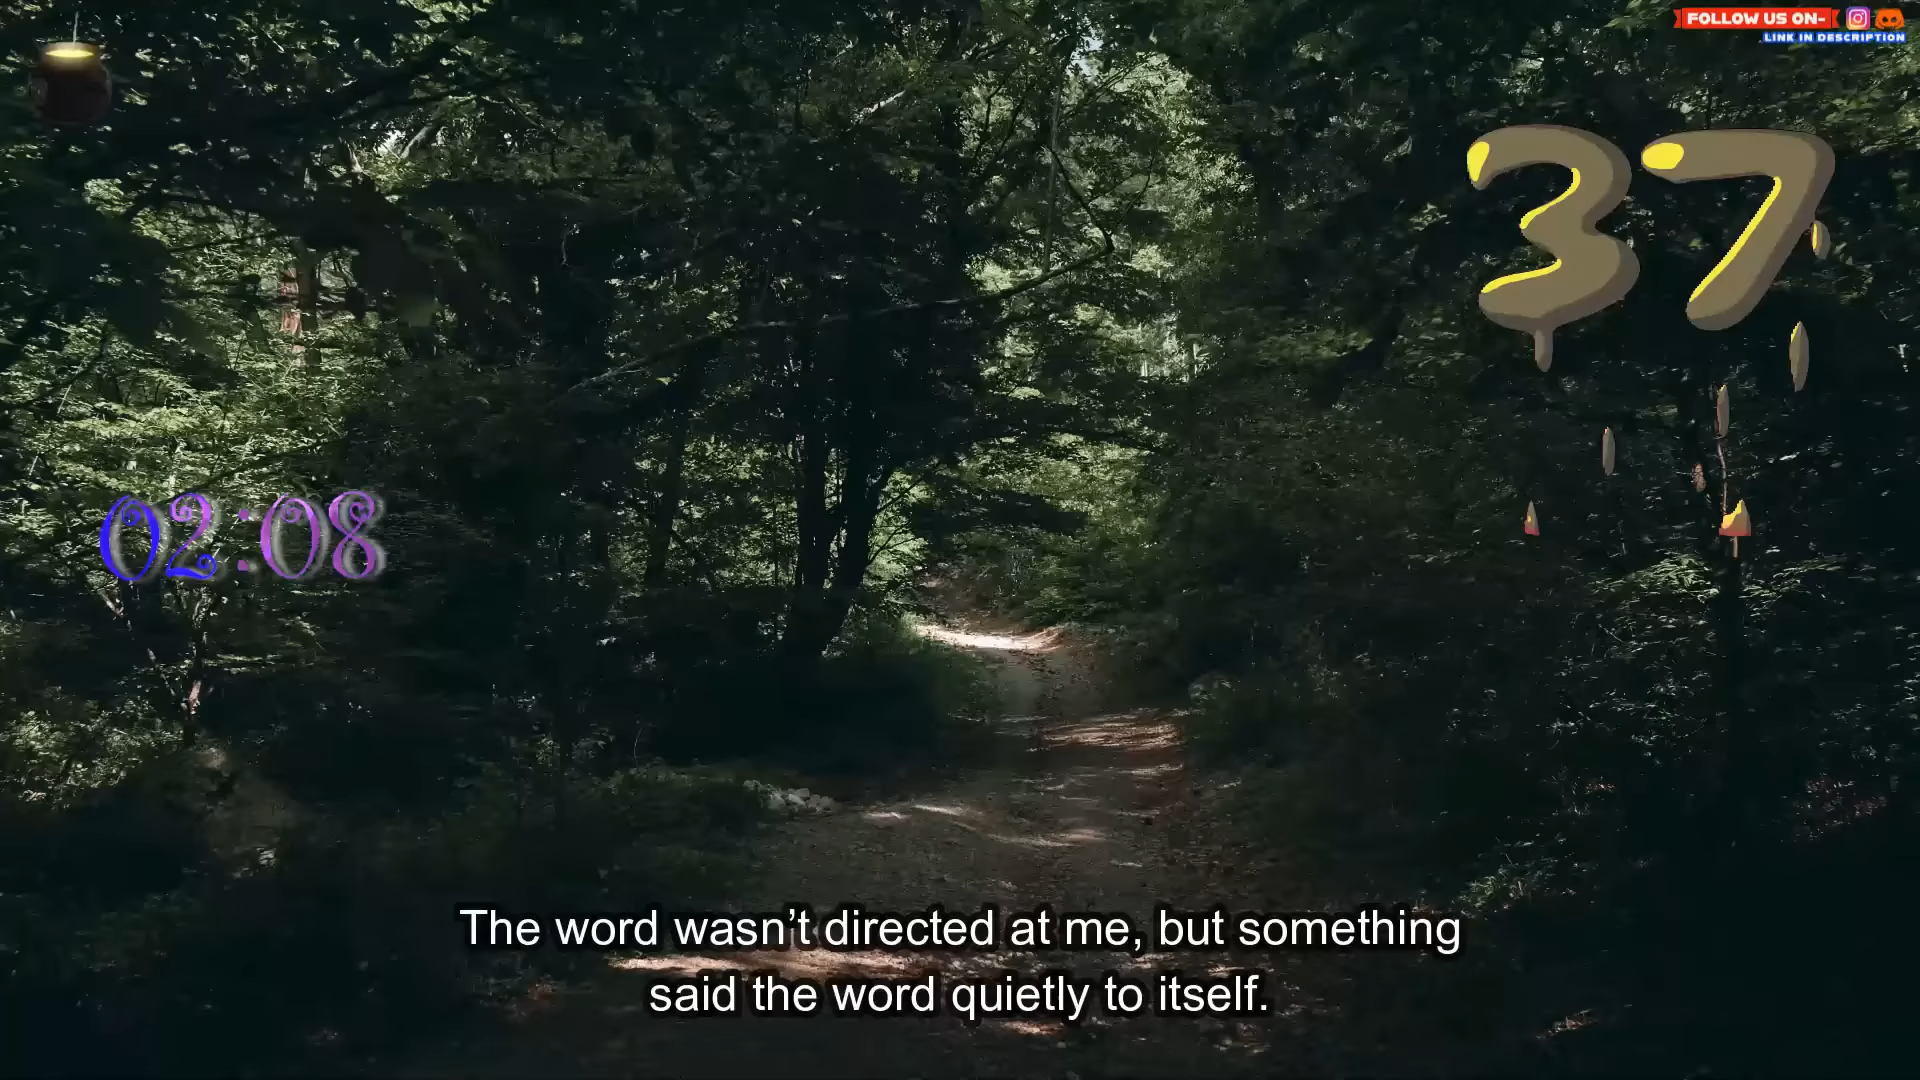 FOLLOW US ON-
LINK IN DESCRIPTION
37
02:08
The word wasn’t directed at me, but something
said the word quietly to itself.